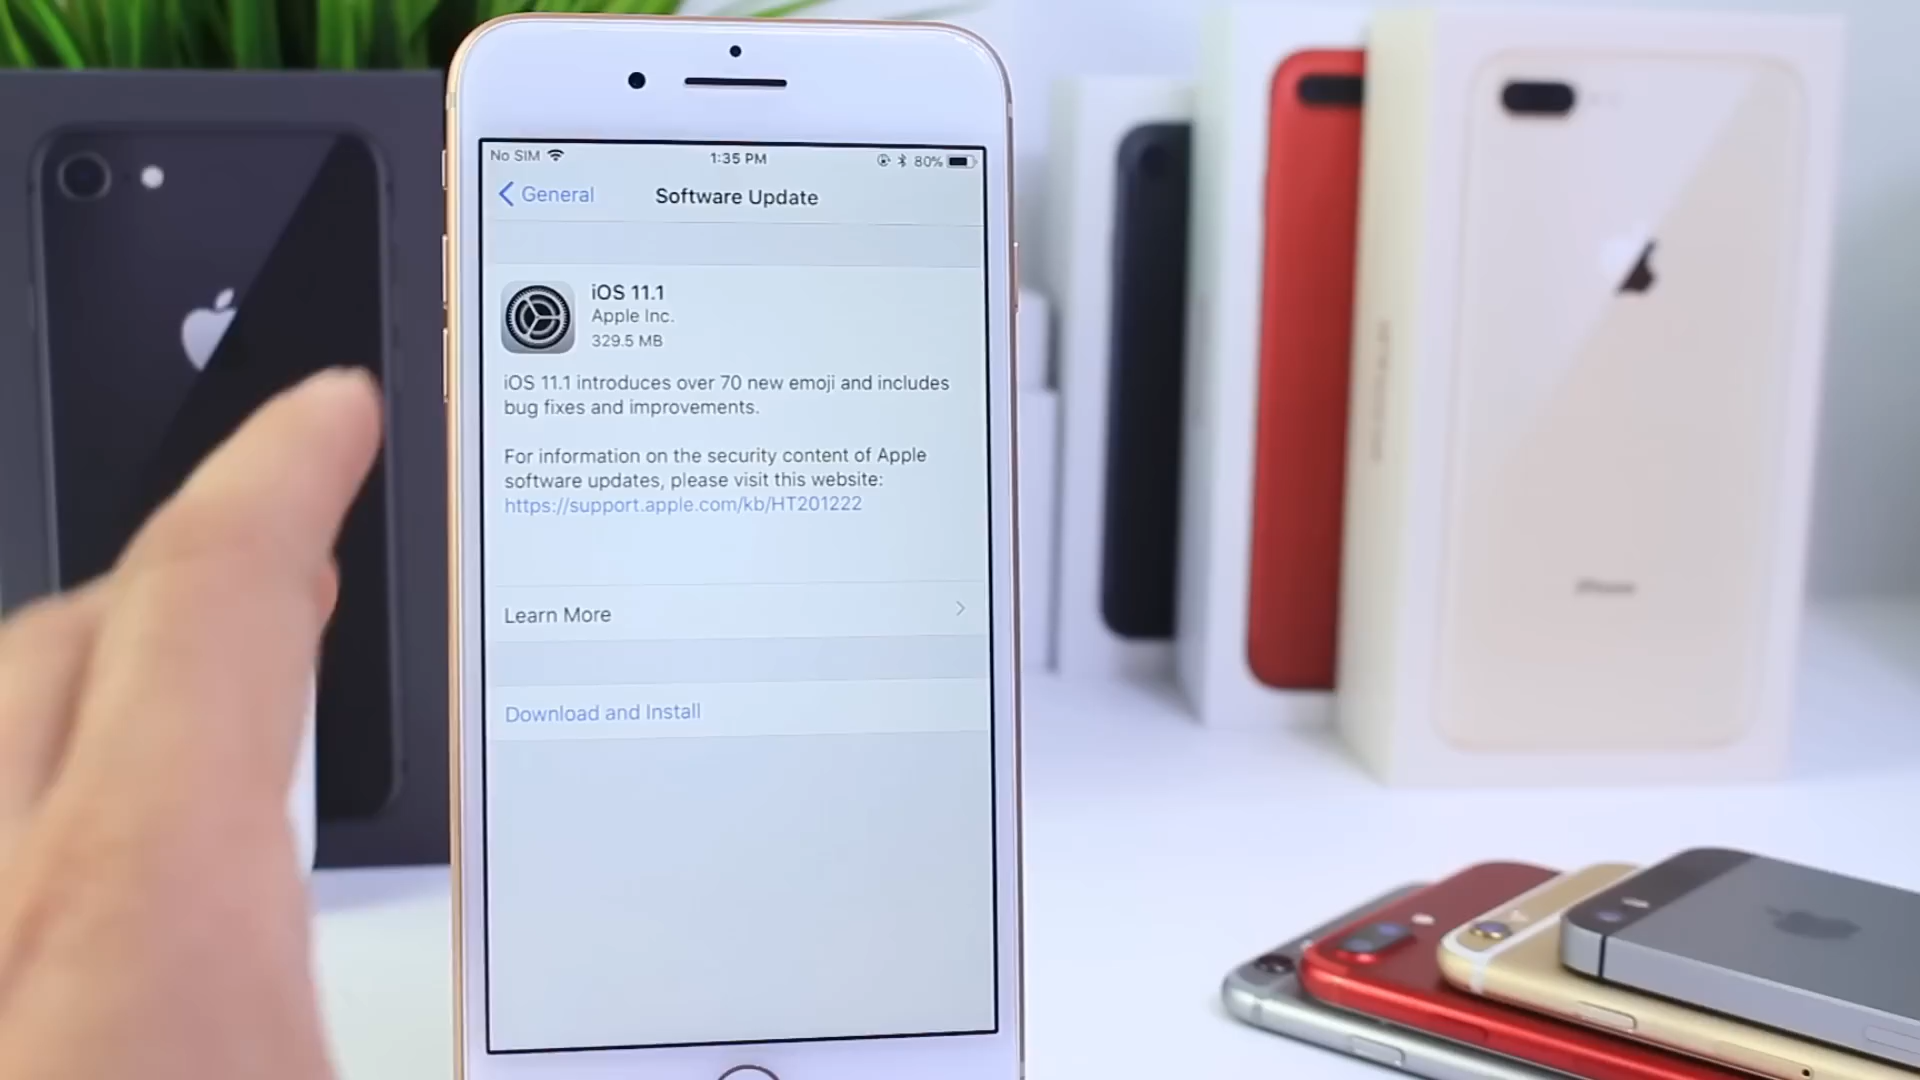 No SIM 1:35 PM 80%
General Software Update
iOS 11.1
Apple Inc.
329.5 MB
iOS 11.1 introduces over 70 new emoji and includes
bug fixes and improvements.
For information on the security content of Apple
software updates, please visit this website:
https://support.apple.com/kb/HT201222
Learn More
Download and Install
iPhone